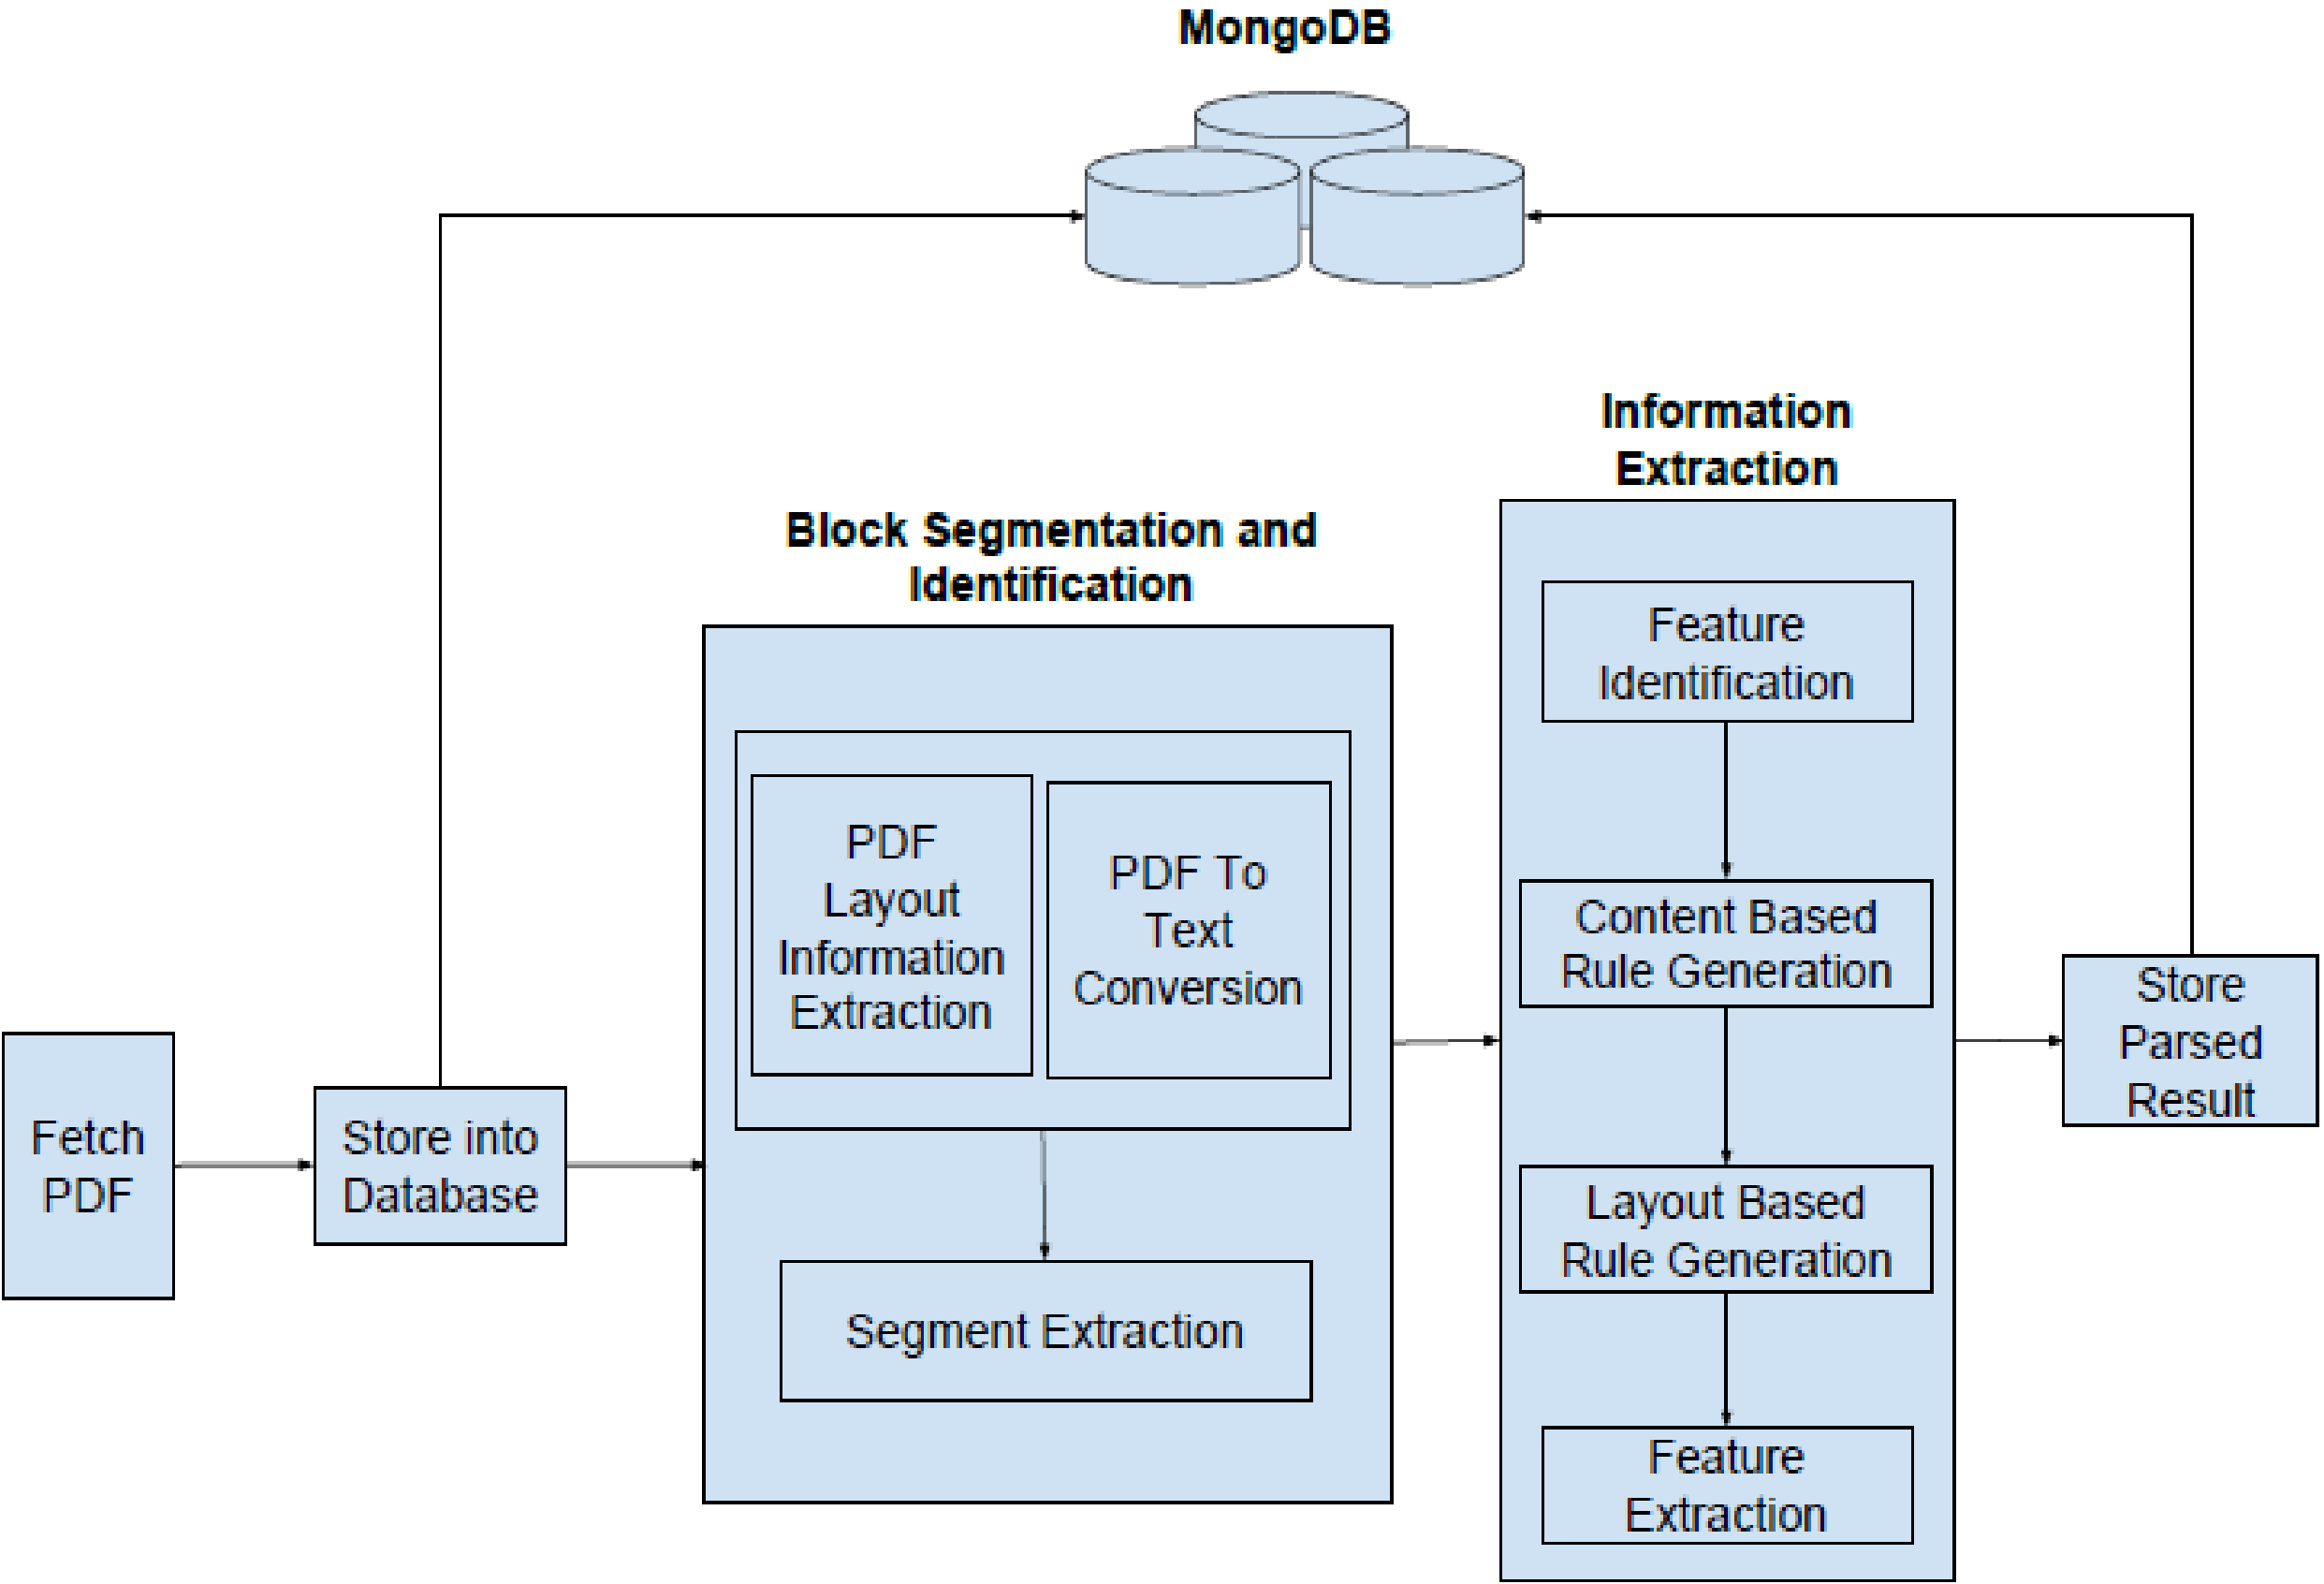 MongoDB
Information
Extraction
Block Segmentation and
Identification
Feature
Identification
PDF
Layout
Information
Extraction
PDF To
Text
Conversion
Content Based
Rule Generation
Store
Parsed
Result
Fetch
PDF
Store into
Database
Layout Based
Rule Generation
Segment Extraction
Feature
Extraction